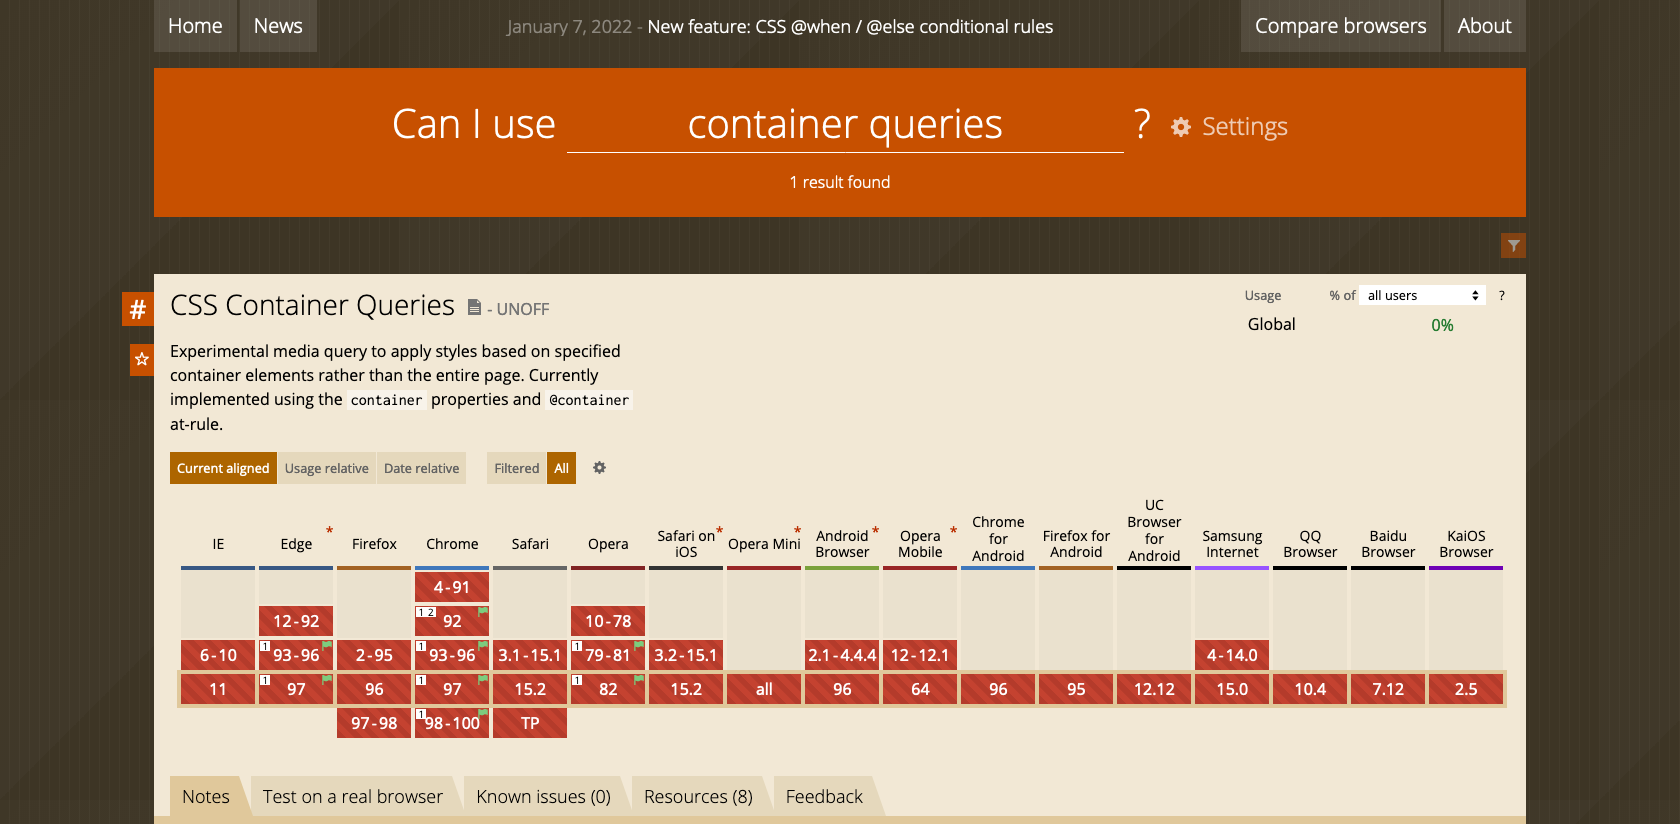 Home News January 7, 2022 - New feature: CSS @when / @else conditional rules Compare browsers About
Can I use container queries ? Settings
1 result found
#
CSS Container Queries - UNOFF
Usage % of all users ?
Global 0%
Experimental media query to apply styles based on specified
container elements rather than the entire page. Currently
implemented using the container properties and @container
at-rule.
Current aligned Usage relative Date relative Filtered All
IE
Edge *
Firefox
Chrome
Safari
Opera
Safari on *
iOS
Opera Mini *
Android *
Browser
Opera *
Mobile
Chrome
for
Android
Firefox for
Android
UC
Browser
for
Android
Samsung
Internet
QQ
Browser
Baidu
Browser
KaiOS
Browser
4-91
12-92 1 2 92 10-78
6-10 1 93-96 2-95 1 93-96 3.1-15.1 1 79-81 3.2-15.1 2.1-4.4.4 12-12.1 4-14.0
11 1 97 96 1 97 15.2 1 82 15.2 all 96 64 96 95 12.12 15.0 10.4 7.12 2.5
97-98 1 98-100 TP
Notes Test on a real browser Known issues (0) Resources (8) Feedback